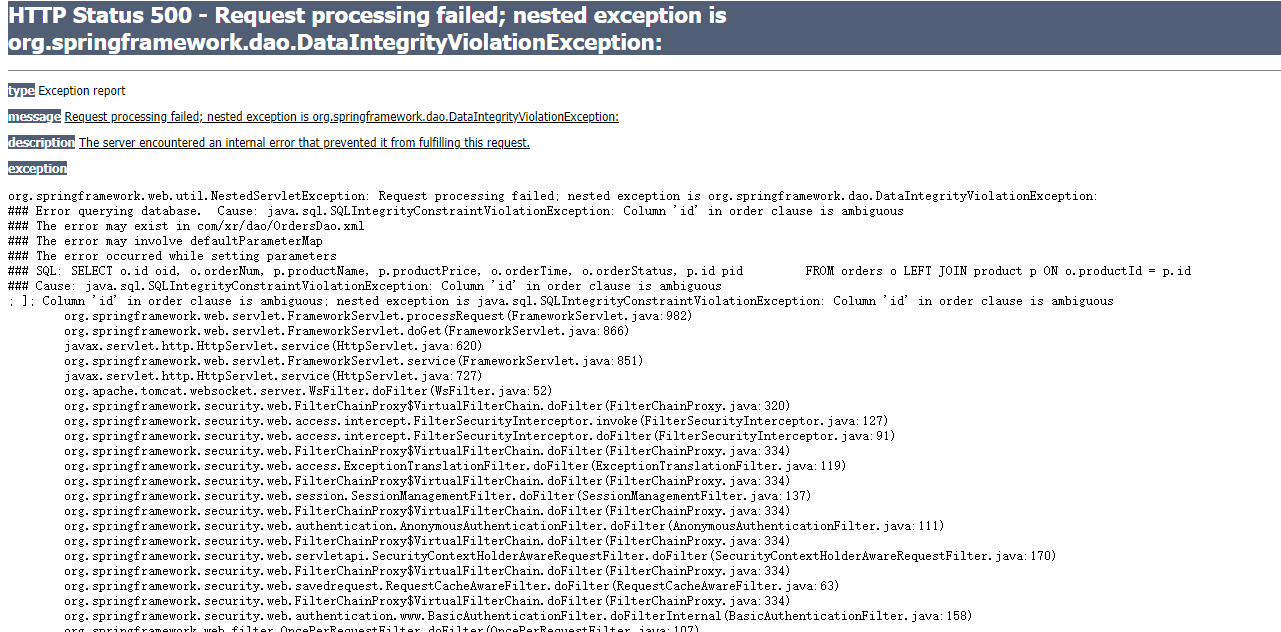 HTTP Status 500 - Request processing failed; nested exception is
org.springframework.dao.DataIntegrityViolationException:
type Exception report
message Request processing failed; nested exception is org.springframework.dao.DataIntegrityViolationException:
description The server encountered an internal error that prevented it from fulfilling this request.
exception
org.springframework.web.util.NestedServletException: Request processing failed; nested exception is org.springframework.dao.DataIntegrityViolationException:
### Error querying database.  Cause: java.sql.SQLIntegrityConstraintViolationException: Column 'id' in order clause is ambiguous
### The error may exist in com/xr/dao/OrdersDao.xml
### The error may involve defaultParameterMap
### The error occurred while setting parameters
### SQL: SELECT o.id oid, o.orderNum, p.productName, p.productPrice, o.orderTime, o.orderStatus, p.id pid        FROM orders o LEFT JOIN product p ON o.productId = p.id
### Cause: java.sql.SQLIntegrityConstraintViolationException: Column 'id' in order clause is ambiguous
; ]; Column 'id' in order clause is ambiguous; nested exception is java.sql.SQLIntegrityConstraintViolationException: Column 'id' in order clause is ambiguous
org.springframework.web.servlet.FrameworkServlet.processRequest(FrameworkServlet.java:982)
org.springframework.web.servlet.FrameworkServlet.doGet(FrameworkServlet.java:866)
javax.servlet.http.HttpServlet.service(HttpServlet.java:620)
org.springframework.web.servlet.FrameworkServlet.service(FrameworkServlet.java:851)
javax.servlet.http.HttpServlet.service(HttpServlet.java:727)
org.apache.tomcat.websocket.server.WsFilter.doFilter(WsFilter.java:52)
org.springframework.security.web.FilterChainProxy$VirtualFilterChain.doFilter(FilterChainProxy.java:320)
org.springframework.security.web.access.intercept.FilterSecurityInterceptor.invoke(FilterSecurityInterceptor.java:127)
org.springframework.security.web.access.intercept.FilterSecurityInterceptor.doFilter(FilterSecurityInterceptor.java:91)
org.springframework.security.web.FilterChainProxy$VirtualFilterChain.doFilter(FilterChainProxy.java:334)
org.springframework.security.web.access.ExceptionTranslationFilter.doFilter(ExceptionTranslationFilter.java:119)
org.springframework.security.web.FilterChainProxy$VirtualFilterChain.doFilter(FilterChainProxy.java:334)
org.springframework.security.web.session.SessionManagementFilter.doFilter(SessionManagementFilter.java:137)
org.springframework.security.web.FilterChainProxy$VirtualFilterChain.doFilter(FilterChainProxy.java:334)
org.springframework.security.web.authentication.AnonymousAuthenticationFilter.doFilter(AnonymousAuthenticationFilter.java:111)
org.springframework.security.web.FilterChainProxy$VirtualFilterChain.doFilter(FilterChainProxy.java:334)
org.springframework.security.web.servletapi.SecurityContextHolderAwareRequestFilter.doFilter(SecurityContextHolderAwareRequestFilter.java:170)
org.springframework.security.web.FilterChainProxy$VirtualFilterChain.doFilter(FilterChainProxy.java:334)
org.springframework.security.web.savedrequest.RequestCacheAwareFilter.doFilter(RequestCacheAwareFilter.java:63)
org.springframework.security.web.FilterChainProxy$VirtualFilterChain.doFilter(FilterChainProxy.java:334)
org.springframework.security.web.authentication.www.BasicAuthenticationFilter.doFilterInternal(BasicAuthenticationFilter.java:158)
org.springframework.web.filter.OncePerRequestFilter.doFilter(OncePerRequestFilter.java:107)